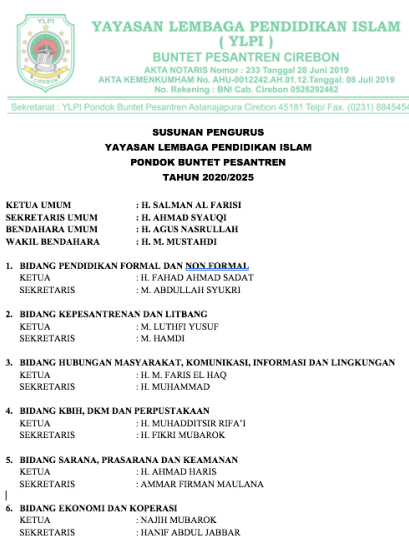 YLPI
CIREBON
YAYASAN LEMBAGA PENDIDIKAN ISLAM
( YLPI )
BUNTET PESANTREN CIREBON
AKTA NOTARIS Nomor : 233 Tanggal 28 Juni 2019
AKTA KEMENKUMHAM No. AHU-0012242.AH.01.12.Tanggal. 08 Juli 2019
No. Rekening : BNI Cab. Cirebon 0526292462
Sekretariat : YLPI Pondok Buntet Pesantren Astanajapura Cirebon 45181 Telp/ Fax. (0231) 8845454
SUSUNAN PENGURUS
YAYASAN LEMBAGA PENDIDIKAN ISLAM
PONDOK BUNTET PESANTREN
TAHUN 2020/2025
KETUA UMUM : H. SALMAN AL FARISI
SEKRETARIS UMUM : H. AHMAD SYAUQI
BENDAHARA UMUM : H. AGUS NASRULLAH
WAKIL BENDAHARA : H. M. MUSTAHDI
1. BIDANG PENDIDIKAN FORMAL DAN NON FORMAL
KETUA : H. FAHAD AHMAD SADAT
SEKRETARIS : M. ABDULLAH SYUKRI
2. BIDANG KEPESANTRENAN DAN LITBANG
KETUA : M. LUTHFI YUSUF
SEKRETARIS : M. HAMDI
3. BIDANG HUBUNGAN MASYARAKAT, KOMUNIKASI, INFORMASI DAN LINGKUNGAN
KETUA : H. M. FARIS EL HAQ
SEKRETARIS : H. MUHAMMAD
4. BIDANG KBIH, DKM DAN PERPUSTAKAAN
KETUA : H. MUHADDITSIR RIFA'I
SEKRETARIS : H. FIKRI MUBAROK
5. BIDANG SARANA, PRASARANA DAN KEAMANAN
KETUA : H. AHMAD HARIS
SEKRETARIS : AMMAR FIRMAN MAULANA
6. BIDANG EKONOMI DAN KOPERASI
KETUA : NAJIH MUBAROK
SEKRETARIS : HANIF ABDUL JABBAR